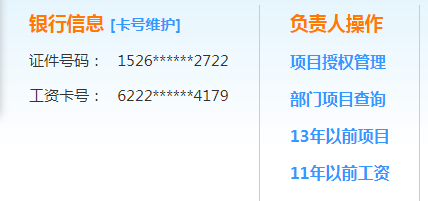 银行信息 [卡号维护]
证件号码： 1526******2722
工资卡号： 6222******4179
负责人操作
项目授权管理
部门项目查询
13年以前项目
11年以前工资